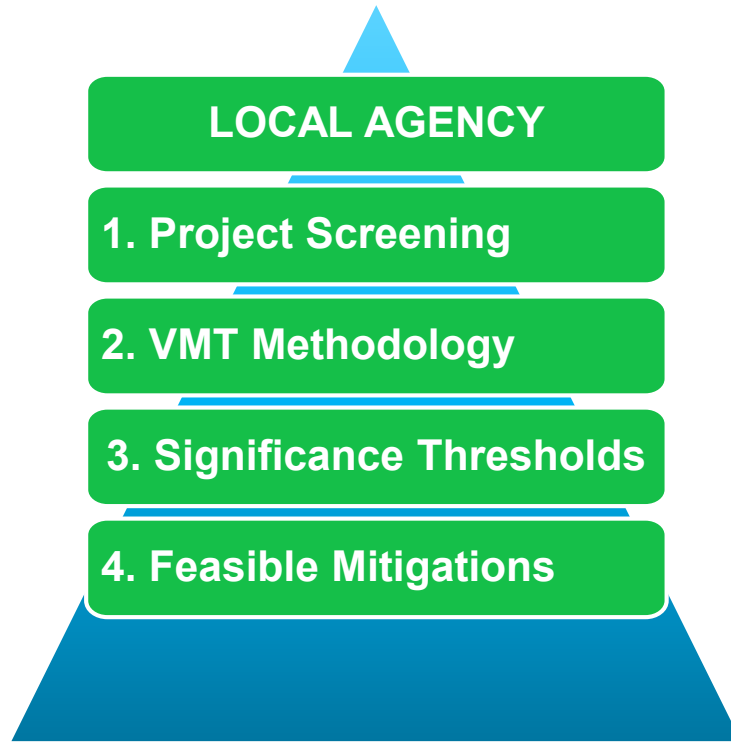 LOCAL AGENCY
1. Project Screening
2. VMT Methodology
3. Significance Thresholds
4. Feasible Mitigations